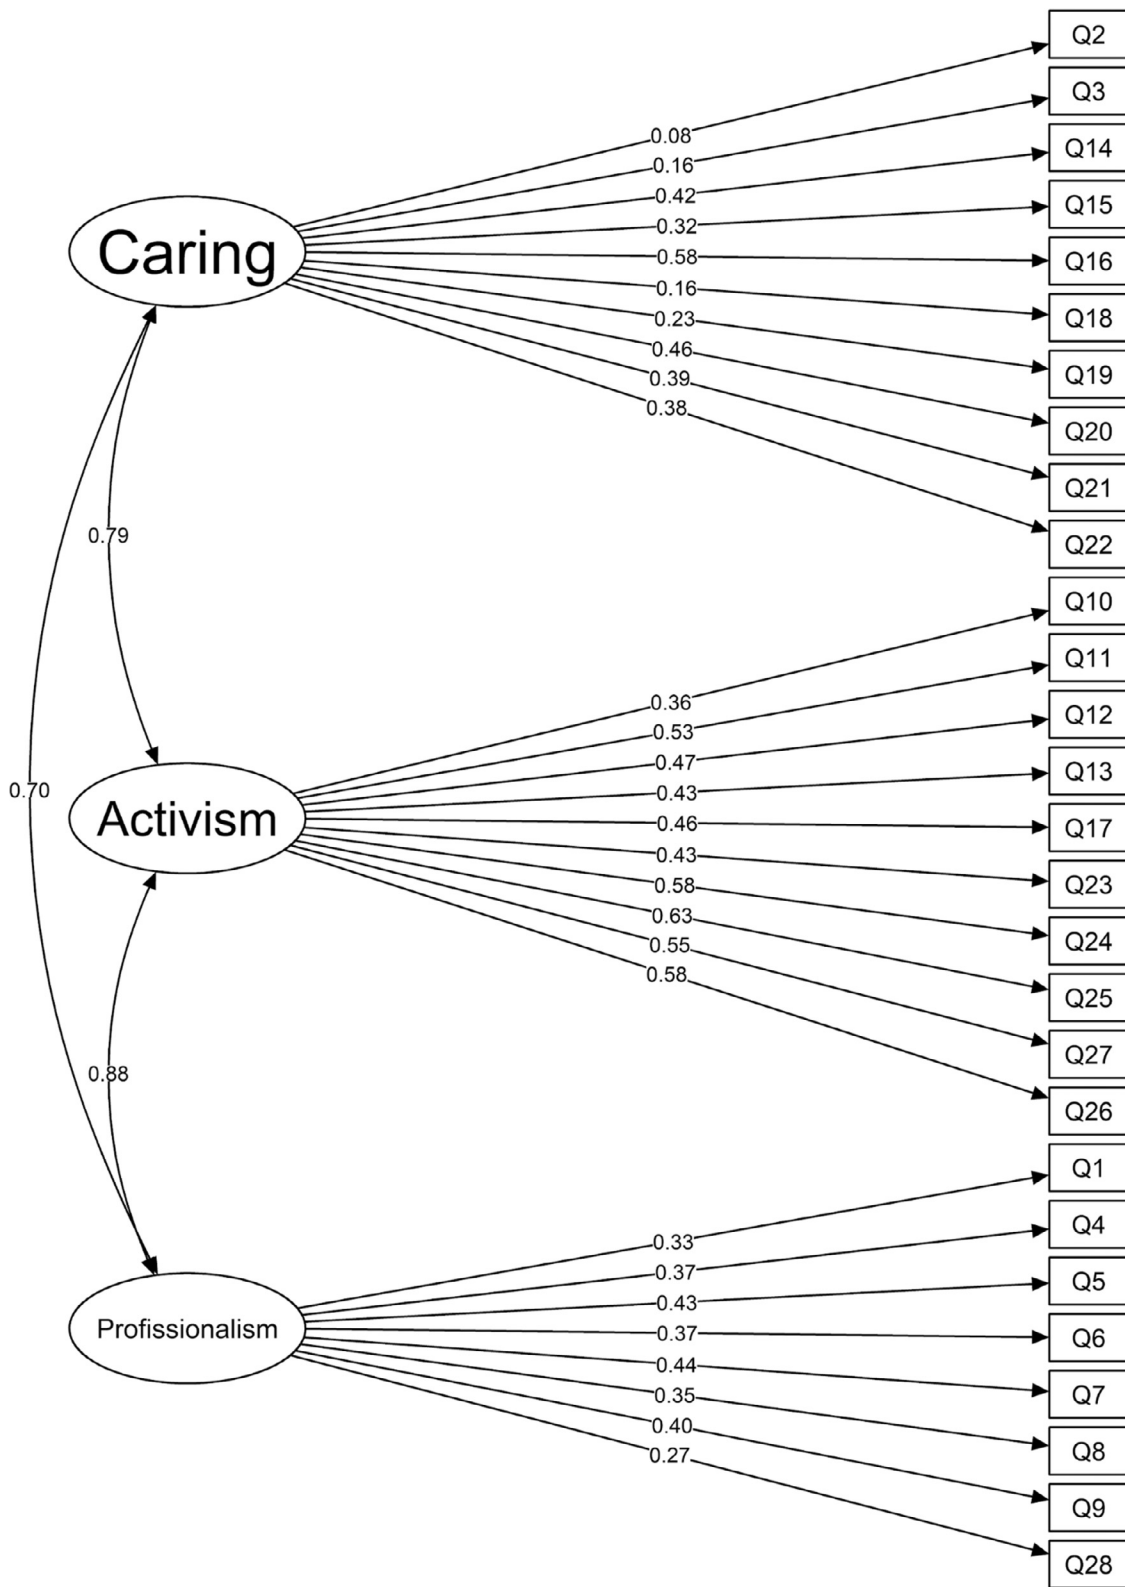 Q2
Q3
0.08
Q14
0.16
0.42
Q15
0.32
Caring
0.58
Q16
0.16
Q18
0.23
0.46
Q19
0.39
0.38
Q20
Q21
0.79
Q22
Q10
Q11
0.36
Q12
0.53
0.47
Q13
0.70
0.43
Activism
0.46
Q17
0.43
Q23
0.58
0.63
Q24
0.55
0.58
Q25
Q27
0.88
Q26
Q1
Q4
0.33
0.37
Q5
0.43
Profissionalism
0.37
Q6
0.44
Q7
0.35
0.40
Q8
0.27
Q9
Q28